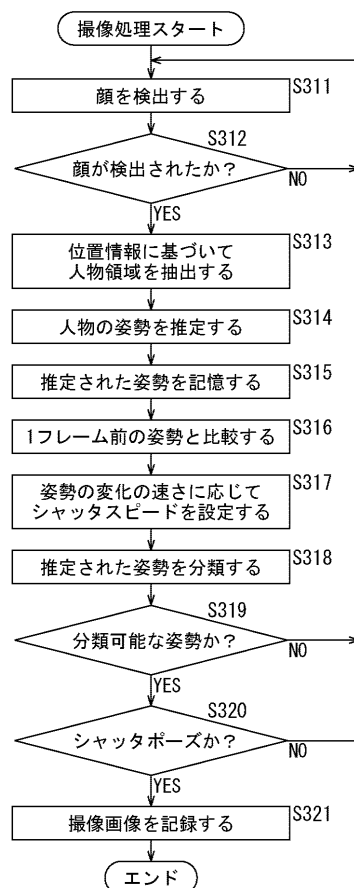 撮像処理スタート
顔を検出する
S311
S312
顔が検出されたか？
NO
YES
位置情報に基づいて
人物領域を抽出する
S313
人物の姿勢を推定する
S314
推定された姿勢を記憶する
S315
1フレーム前の姿勢と比較する
S316
姿勢の変化の速さに応じて
シャッタスピードを設定する
S317
推定された姿勢を分類する
S318
S319
分類可能な姿勢か？
NO
YES
S320
シャッタポーズか？
NO
YES
撮像画像を記録する
S321
エンド